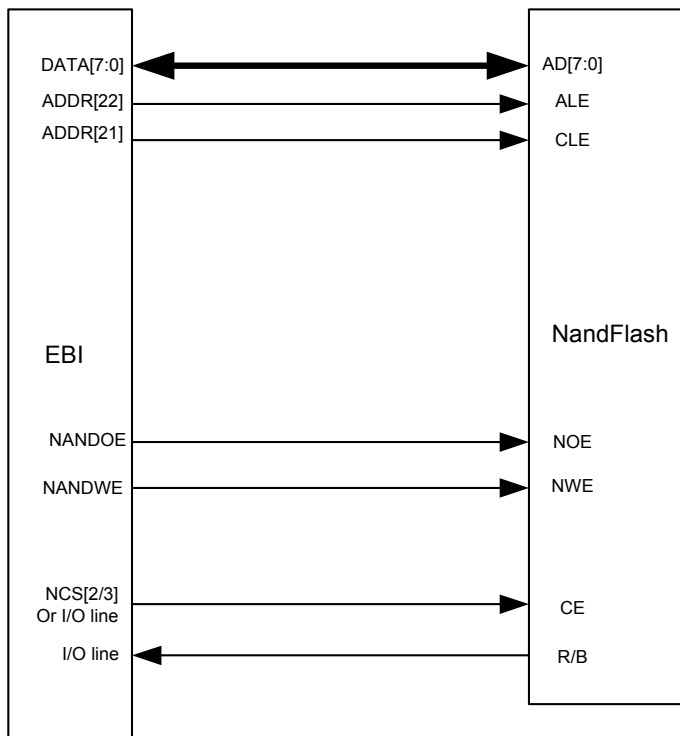 DATA[7:0]
AD[7:0]
ADDR[22]
ALE
ADDR[21]
CLE
EBI
NandFlash
NANDOE
NOE
NANDWE
NWE
NCS[2/3]
Or I/O line
CE
I/O line
R/B